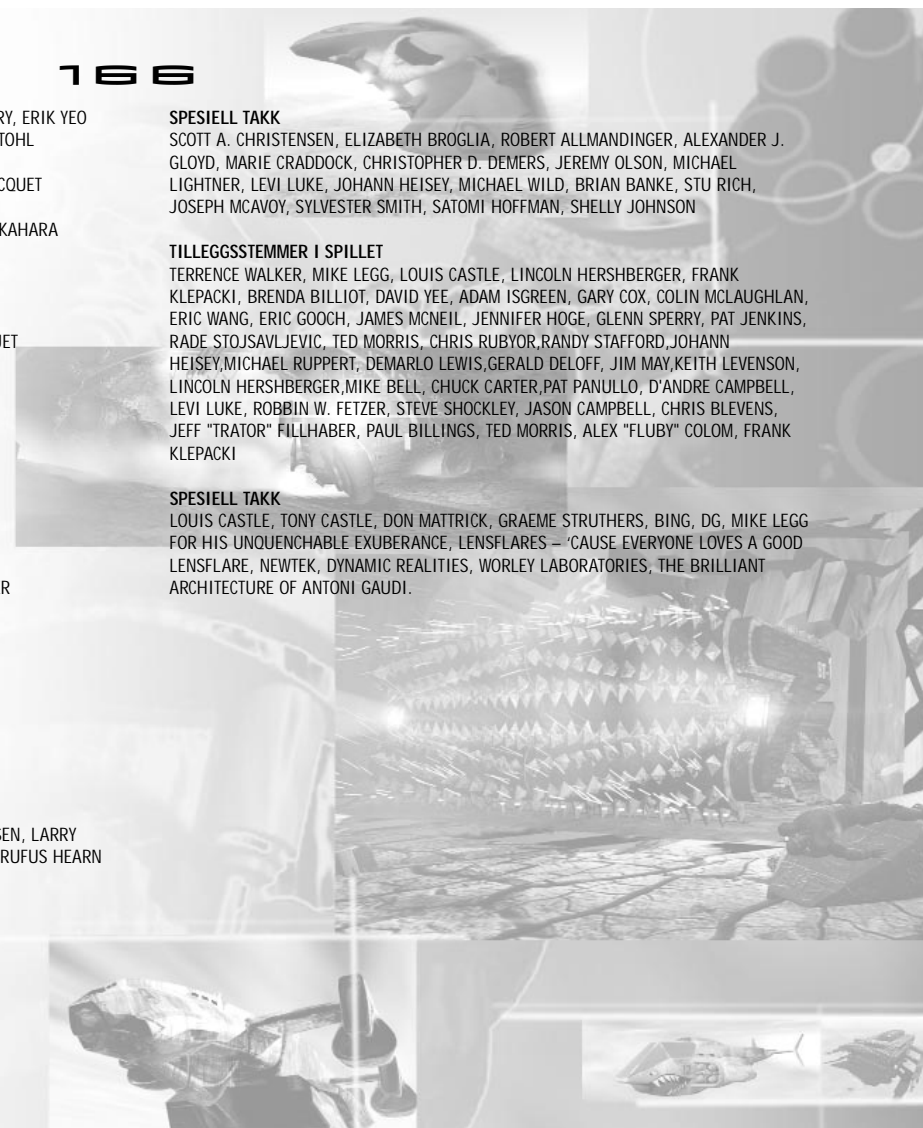 166
RY, ERIK YEO
TOHL
CQUET
KAHARA
UET
R
SEN, LARRY
RUFUS HEARN
SPESIELL TAKK
SCOTT A. CHRISTENSEN, ELIZABETH BROGLIA, ROBERT ALLMANDINGER, ALEXANDER J.
GLOYD, MARIE CRADDOCK, CHRISTOPHER D. DEMERS, JEREMY OLSON, MICHAEL
LIGHTNER, LEVI LUKE, JOHANN HEISEY, MICHAEL WILD, BRIAN BANKE, STU RICH,
JOSEPH MCAVOY, SYLVESTER SMITH, SATOMI HOFFMAN, SHELLY JOHNSON
TILLEGGSSTEMMER I SPILLET
TERRENCE WALKER, MIKE LEGG, LOUIS CASTLE, LINCOLN HERSHBERGER, FRANK
KLEPACKI, BRENDA BILLIOT, DAVID YEE, ADAM ISGREEN, GARY COX, COLIN MCLAUGHLAN,
ERIC WANG, ERIC GOOCH, JAMES MCNEIL, JENNIFER HOGE, GLENN SPERRY, PAT JENKINS,
RADE STOJSAVLJEVIC, TED MORRIS, CHRIS RUBYOR,RANDY STAFFORD,JOHANN
HEISEY,MICHAEL RUPPERT, DEMARLO LEWIS,GERALD DELOFF, JIM MAY,KEITH LEVENSON,
LINCOLN HERSHBERGER,MIKE BELL, CHUCK CARTER,PAT PANULLO, D'ANDRE CAMPBELL,
LEVI LUKE, ROBBIN W. FETZER, STEVE SHOCKLEY, JASON CAMPBELL, CHRIS BLEVENS,
JEFF "TRATOR" FILLHABER, PAUL BILLINGS, TED MORRIS, ALEX "FLUBY" COLOM, FRANK
KLEPACKI
SPESIELL TAKK
LOUIS CASTLE, TONY CASTLE, DON MATTRICK, GRAEME STRUTHERS, BING, DG, MIKE LEGG
FOR HIS UNQUENCHABLE EXUBERANCE, LENSFLARES – 'CAUSE EVERYONE LOVES A GOOD
LENSFLARE, NEWTEK, DYNAMIC REALITIES, WORLEY LABORATORIES, THE BRILLIANT
ARCHITECTURE OF ANTONI GAUDI.